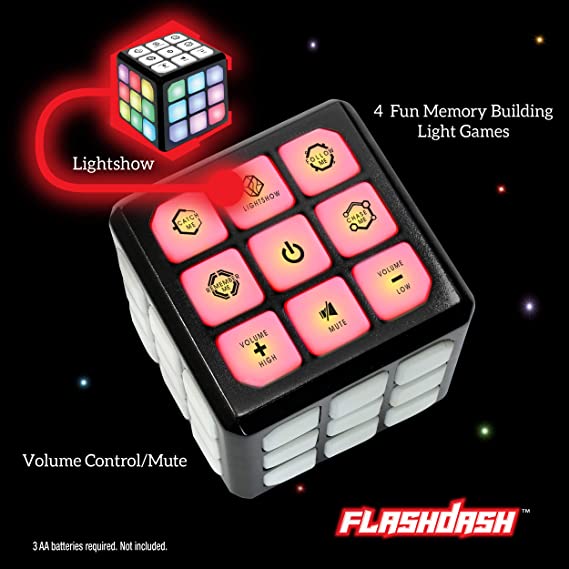 4 Fun Memory Building
Light Games
Lightshow
CATCH
ME
LIGHTSHOW
FOLLOW
ME
REMEMBER
ME
CHASE
ME
VOLUME
+
HIGH
MUTE
VOLUME
-
LOW
Volume Control/Mute
FLASHDASH™
3 AA batteries required. Not included.